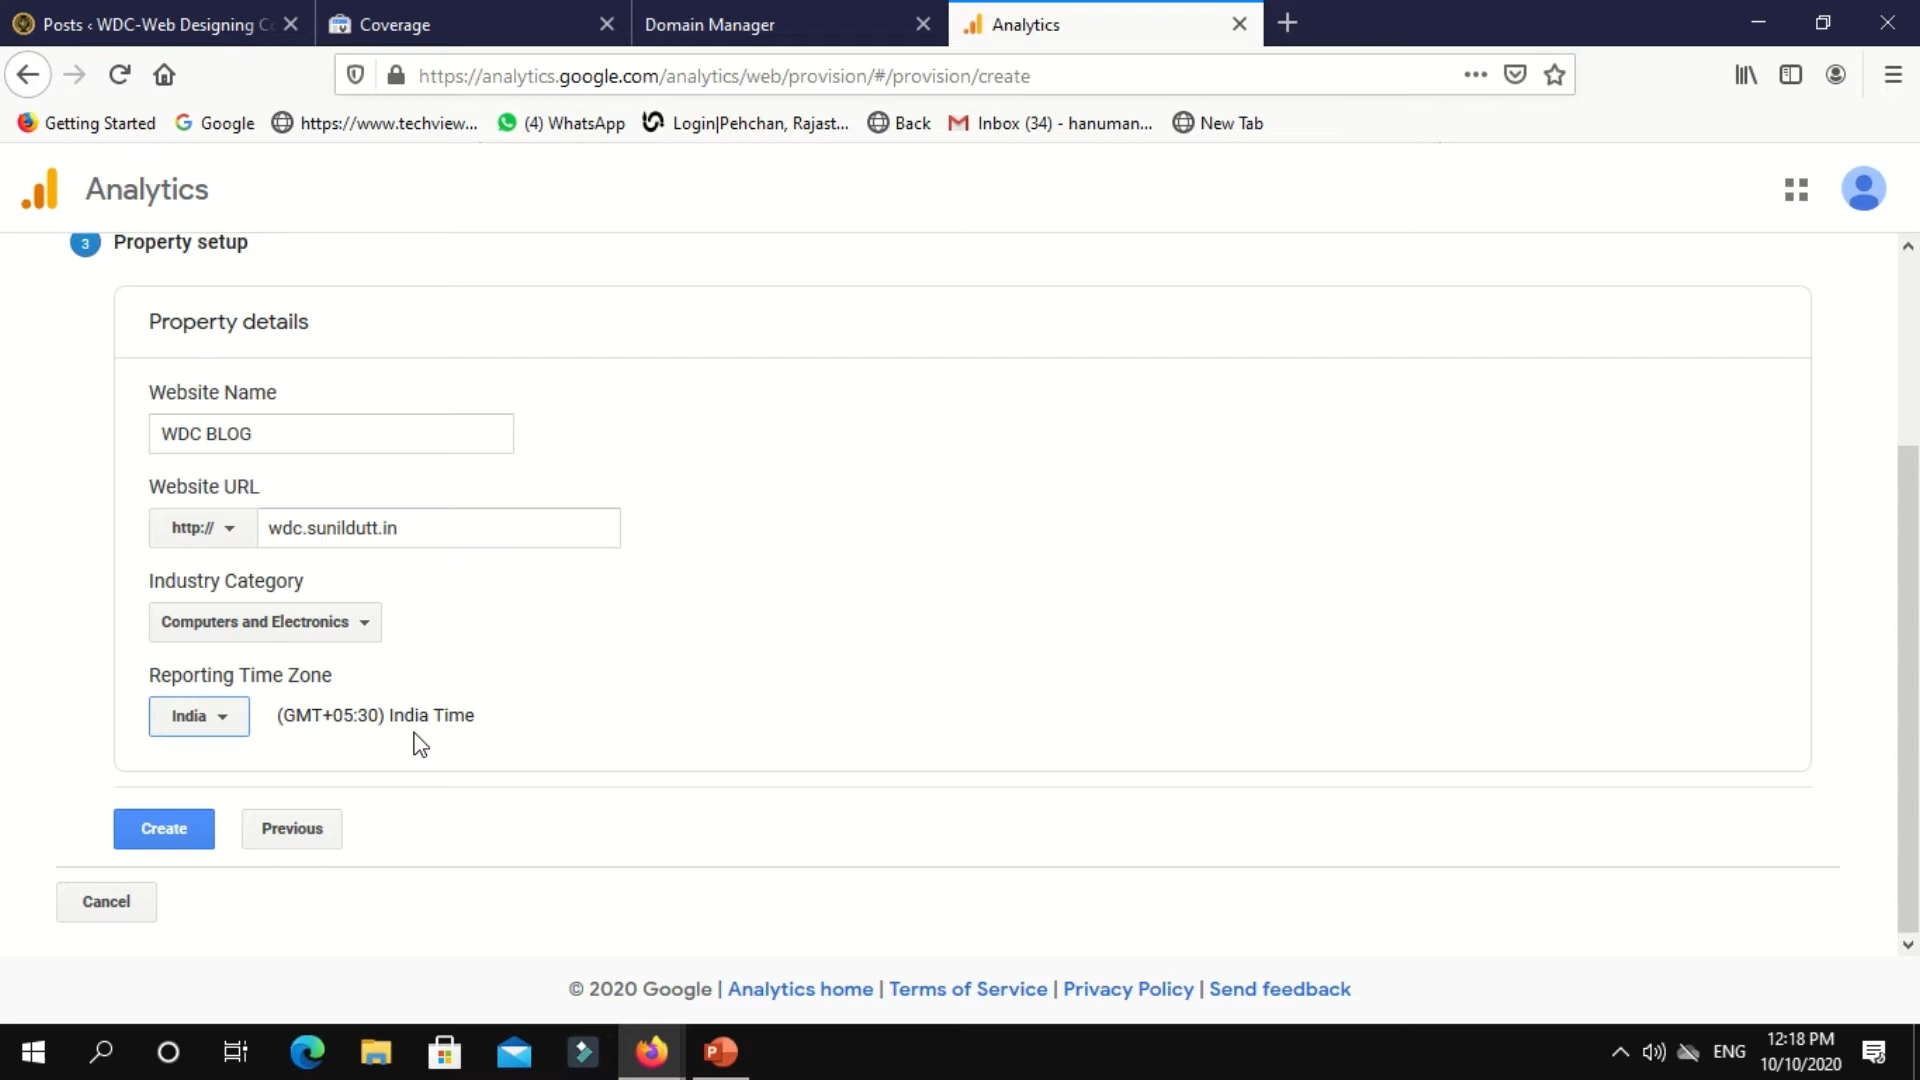 Posts ‹ WDC-Web Designing Co
Coverage
Domain Manager
Analytics
https://analytics.google.com/analytics/web/provision/#/provision/create
Getting Started
Google
https://www.techview...
(4) WhatsApp
Login|Pehchan, Rajast...
Back
Inbox (34) - hanuman...
New Tab
Analytics
3 Property setup
Property details
Website Name
WDC BLOG
Website URL
http:// wdc.sunildutt.in
Industry Category
Computers and Electronics
Reporting Time Zone
India (GMT+05:30) India Time
Create Previous
Cancel
© 2020 Google | Analytics home | Terms of Service | Privacy Policy | Send feedback
ENG
12:18 PM
10/10/2020